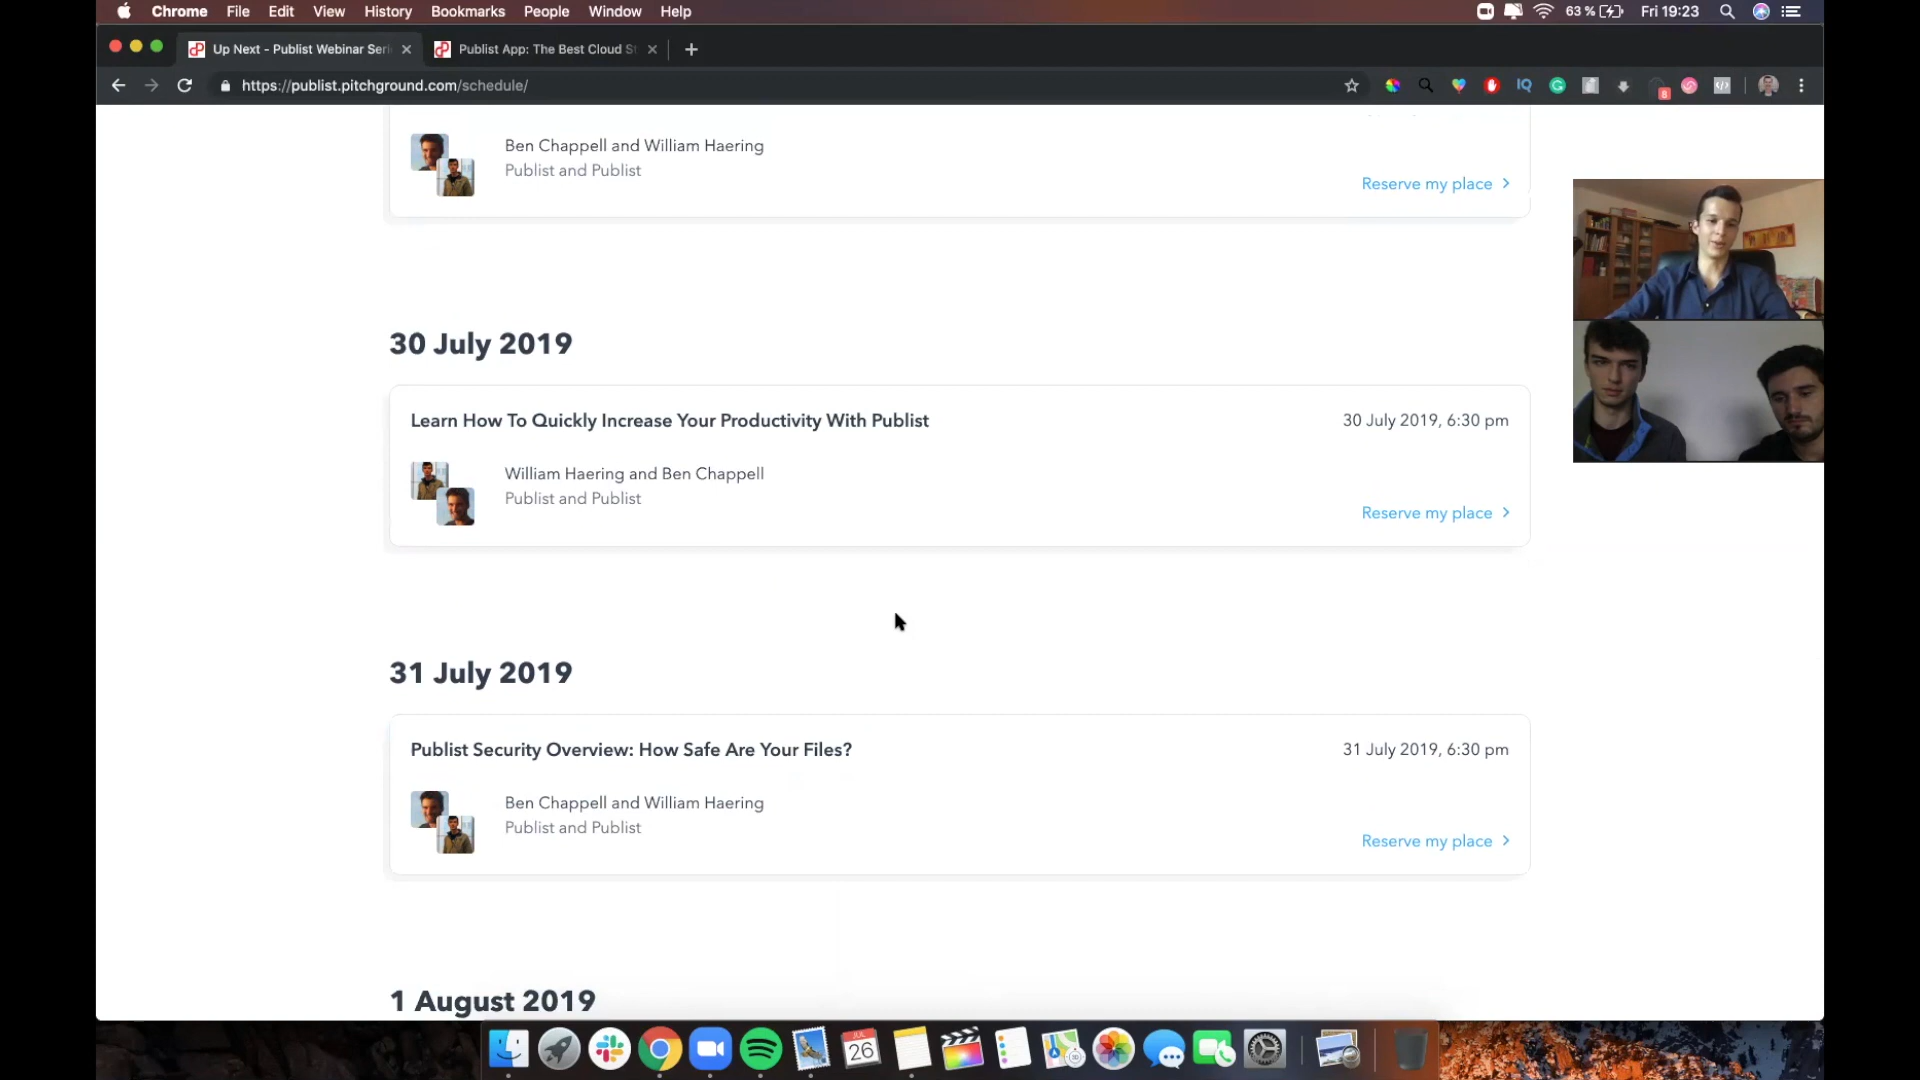 Chrome File Edit View History Bookmarks People Window Help 63 % Fri 19:23
Up Next - Publist Webinar Seri Publist App: The Best Cloud St
https://publist.pitchground.com/schedule/
IQ
8
Ben Chappell and William Haering
Publist and Publist
Reserve my place
30 July 2019
Learn How To Quickly Increase Your Productivity With Publist 30 July 2019, 6:30 pm
William Haering and Ben Chappell
Publist and Publist
Reserve my place
31 July 2019
Publist Security Overview: How Safe Are Your Files? 31 July 2019, 6:30 pm
Ben Chappell and William Haering
Publist and Publist
Reserve my place
1 August 2019
JUL
26